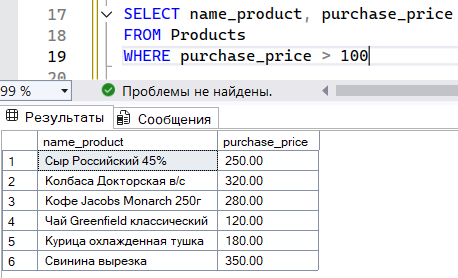 17 SELECT name_product, purchase_price
18 FROM Products
19 WHERE purchase_price > 100
20
99 % Проблемы не найдены.
Результаты Сообщения
name_product purchase_price
1 Сыр Российский 45% 250.00
2 Колбаса Докторская в/с 320.00
3 Кофе Jacobs Monarch 250г 280.00
4 Чай Greenfield классический 120.00
5 Курица охлажденная тушка 180.00
6 Свинина вырезка 350.00